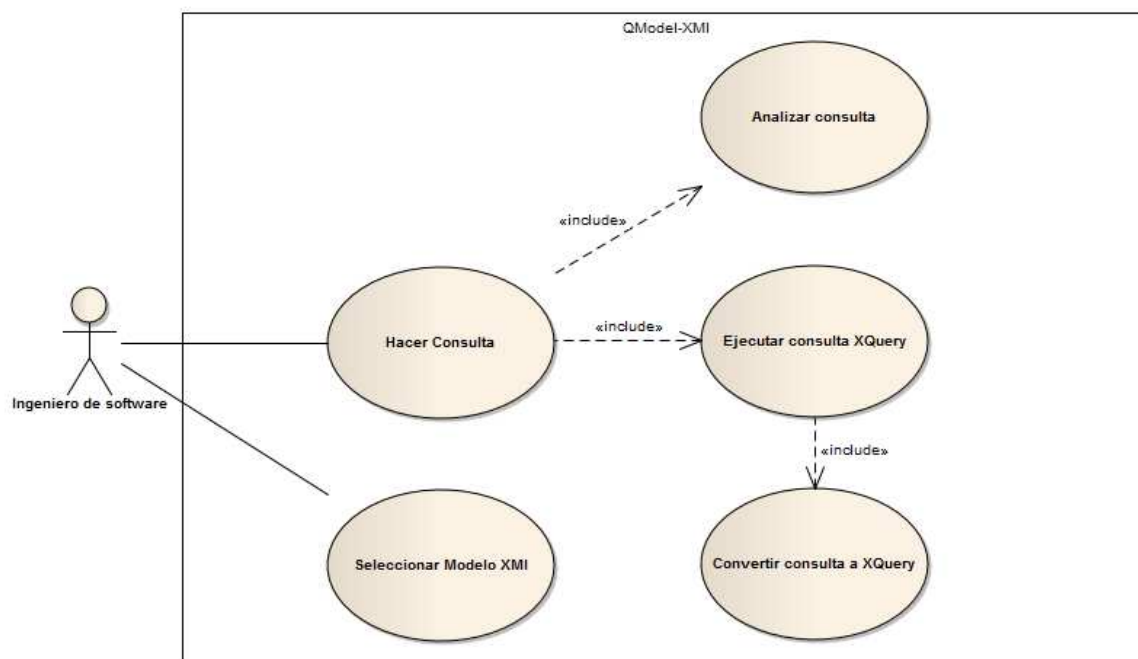 QModel-XMI
Analizar consulta
«include»
Hacer Consulta
«include»
Ejecutar consulta XQuery
Ingeniero de software
«include»
Seleccionar Modelo XMI
Convertir consulta a XQuery